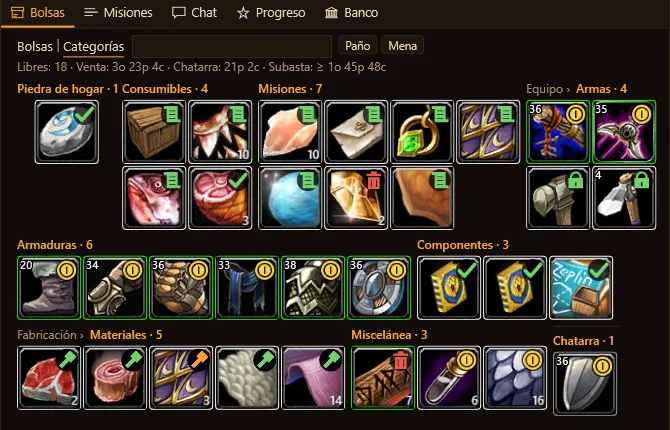 Bolsas Misiones Chat Progreso Banco
Bolsas | Categorías Paño Mena
Libres: 18 · Venta: 3o 23p 4c · Chatarra: 21p 2c · Subasta: ≥ 1o 45p 48c
Piedra de hogar · 1 Consumibles · 4 Misiones · 7 Equipo › Armas · 4
36 35
10 10
4
3 2
Armaduras · 6 Componentes · 3
20 34 36 33 38 36 Zeplin
Fabricación › Materiales · 5 Miscelánea · 3 Chatarra · 1
36
2 2 3 14 7 6 16